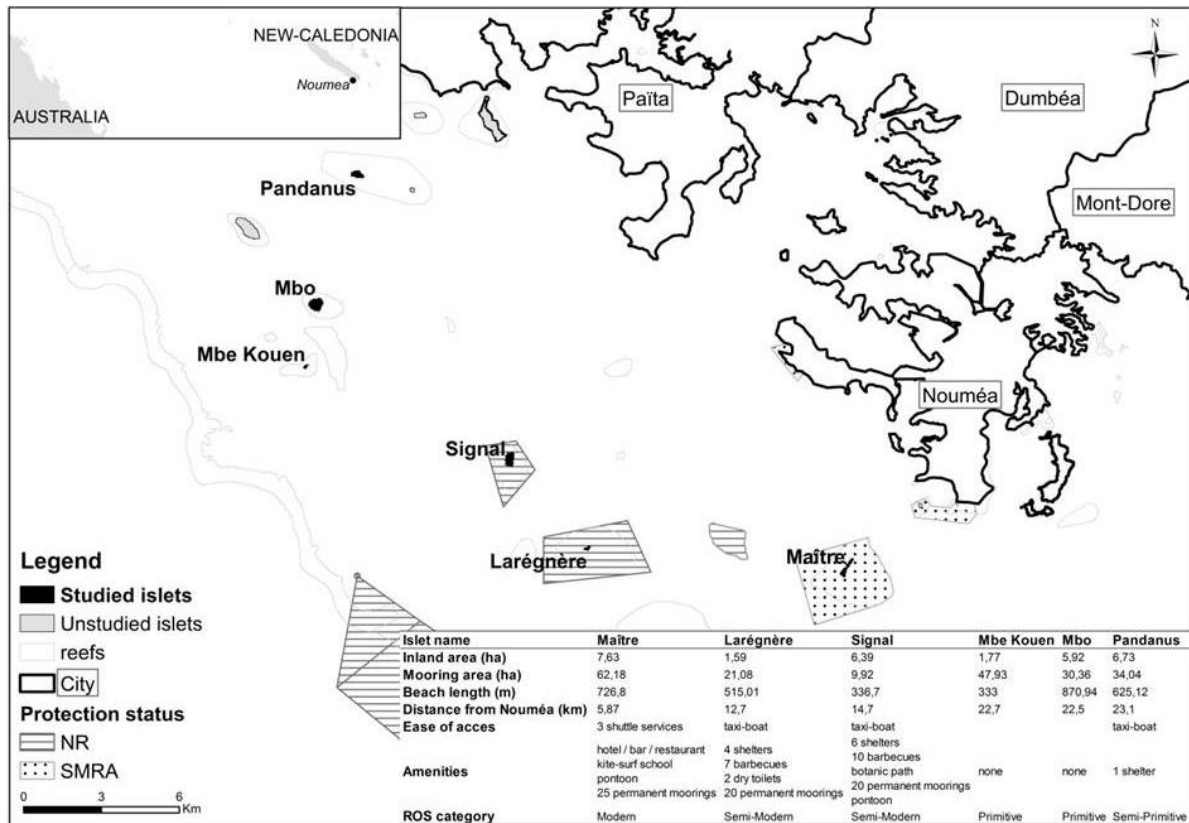 NEW-CALEDONIA
Noumea
AUSTRALIA
N
Païta
Dumbéa
Mont-Dore
Pandanus
Mbo
Mbe Kouen
Nouméa
Signal
Larégnère
Maître
Legend
Studied islets
Unstudied islets
reefs
City
Protection status
NR
SMRA
0 3 6
Km
Islet name Maître Larégnère Signal Mbe Kouen Mbo Pandanus
Inland area (ha) 7,63 1,59 6,39 1,77 5,92 6,73
Mooring area (ha) 62,18 21,08 9,92 47,93 30,36 34,04
Beach length (m) 726,8 515,01 336,7 333 870,94 625,12
Distance from Nouméa (km) 5,87 12,7 14,7 22,7 22,5 23,1
Ease of acces 3 shuttle services taxi-boat taxi-boat taxi-boat
6 shelters
hotel / bar / restaurant 4 shelters 10 barbecues
kite-surf school 7 barbecues botanic path
Amenities none none 1 shelter
pontoon 2 dry toilets 20 permanent moorings
25 permanent moorings 20 permanent moorings pontoon
ROS category Modern Semi-Modern Semi-Modern Primitive Primitive Semi-Primitive